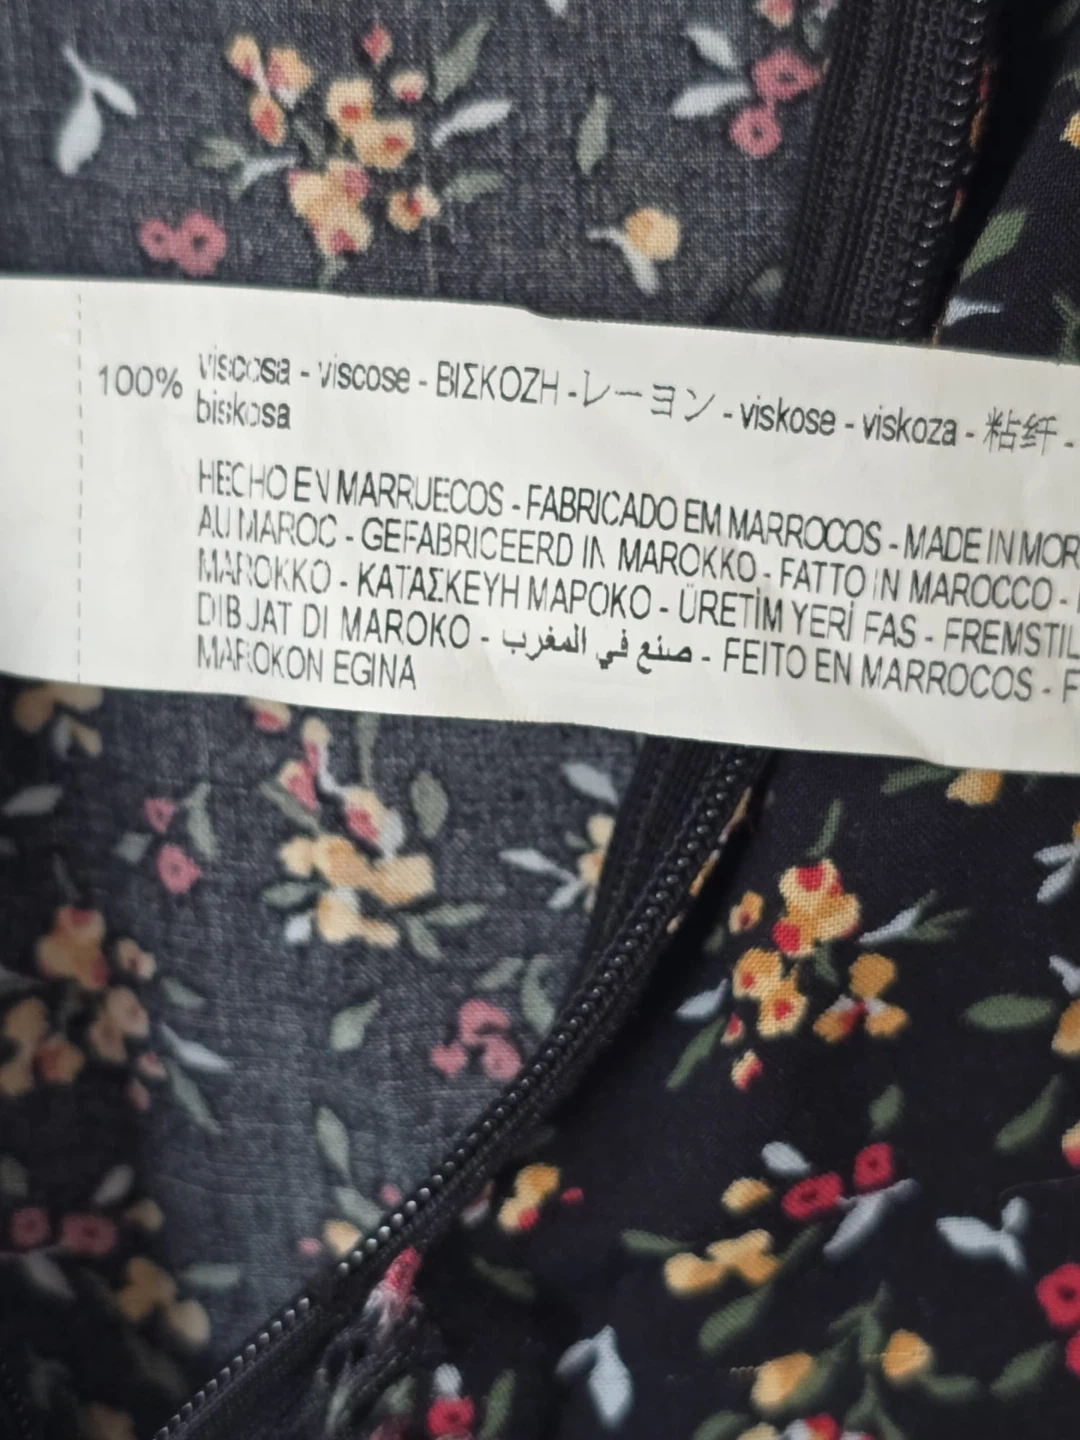 100% viscosa - viscose - ΒΙΣΚΟΖΗ - レーヨン - viskose - viskoza - 粘纤 -
biskosa
HECHO EN MARRUECOS - FABRICADO EM MARROCOS - MADE IN MOR
AU MAROC - GEFABRICEERD IN MAROKKO - FATTO IN MAROCCO -
MAROKKO - ΚΑΤΑΣΚΕΥΗ ΜΑΡΟΚΟ - ÜRETİM YERİ FAS - FREMSTIL
DIBUAT DI MAROKO - صنع في المغرب - FEITO EN MARROCOS - F
MAROKON EGINA